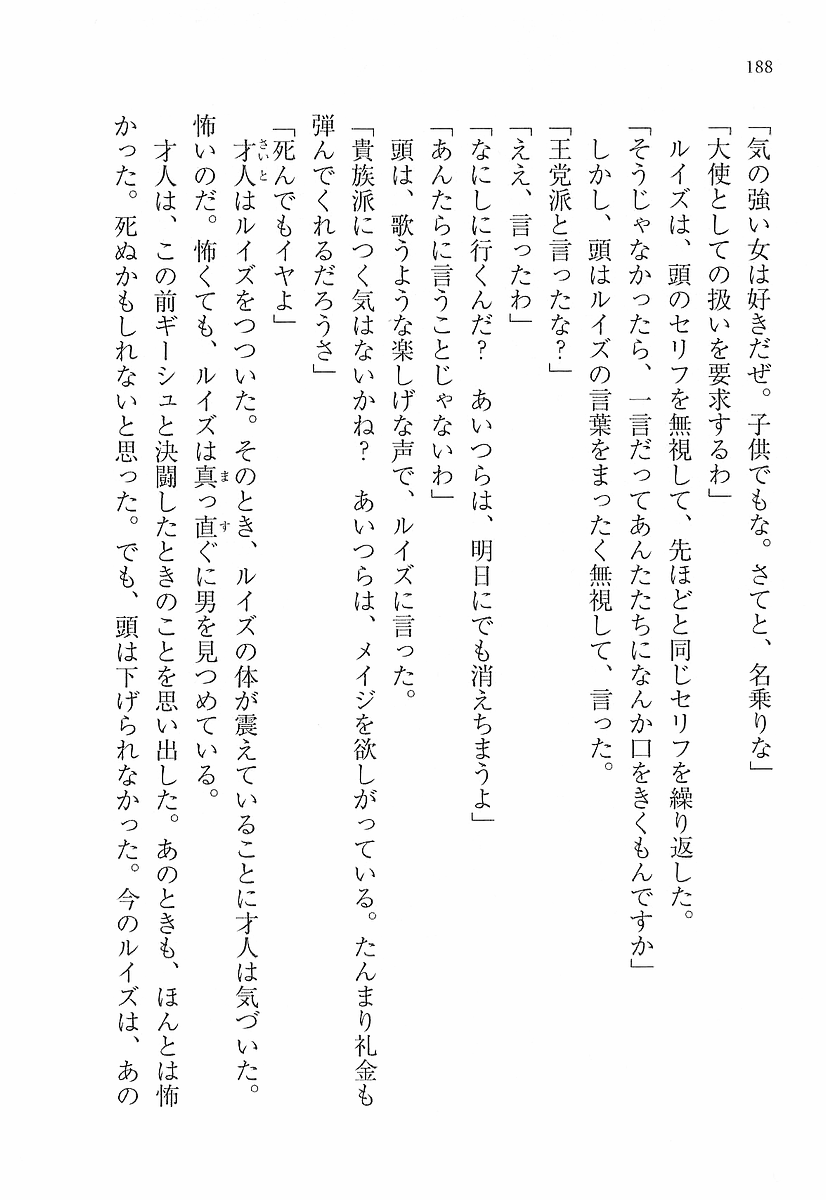 188
「気の強い女は好きだぜ。子供でもな。さてと、名乗りな」
「大使としての扱いを要求するわ」
　ルイズは、頭のセリフを無視して、先ほどと同じセリフを繰り返した。
「そうじゃなかったら、一言だってあんたたちになんか口をきくもんですか」
　しかし、頭はルイズの言葉をまったく無視して、言った。
「王党派と言ったな？」
「ええ、言ったわ」
「なにしに行くんだ？　あいつらは、明日にでも消えちまうよ」
「あんたらに言うことじゃないわ」
　頭は、歌うような楽しげな声で、ルイズに言った。
「貴族派につく気はないかね？　あいつらは、メイジを欲しがっている。たんまり礼金も
弾んでくれるだろうさ」
「死んでもイヤよ」
　才人さいとはルイズをつついた。そのとき、ルイズの体が震えていることに才人は気づいた。
怖いのだ。怖くても、ルイズは真まっ直すぐに男を見つめている。
　才人は、この前ギーシュと決闘したときのことを思い出した。あのときも、ほんとは怖
かった。死ぬかもしれないと思った。でも、頭は下げられなかった。今のルイズは、あの